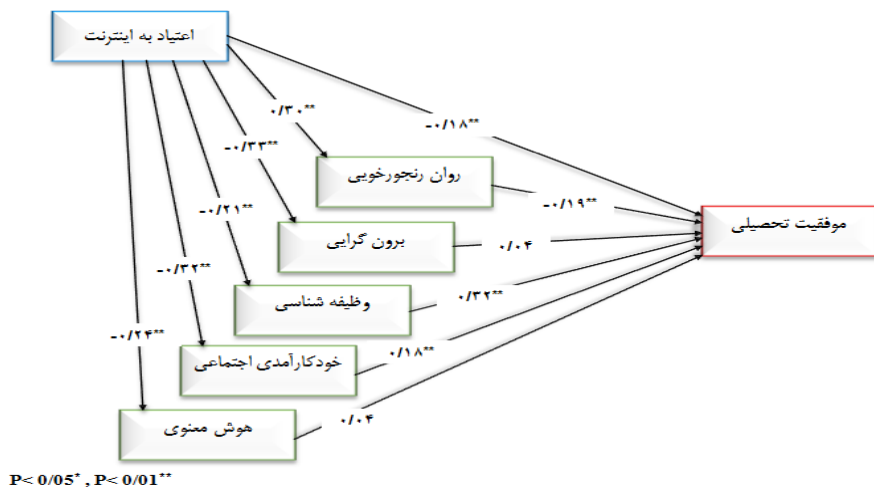 اعتیاد به اینترنت
۰/۳۰**
-۰/۱۸**
-۰/۳۳**
روان رنجورخویی
-۰/۱۹**
-۰/۲۱**
برون گرایی
۰/۰۴
موفقیت تحصیلی
-۰/۳۲**
وظیفه شناسی
۰/۳۲**
-۰/۲۴**
خودکارآمدی اجتماعی
۰/۱۸**
هوش معنوی
۰/۰۴
P< 0/05* , P< 0/01**